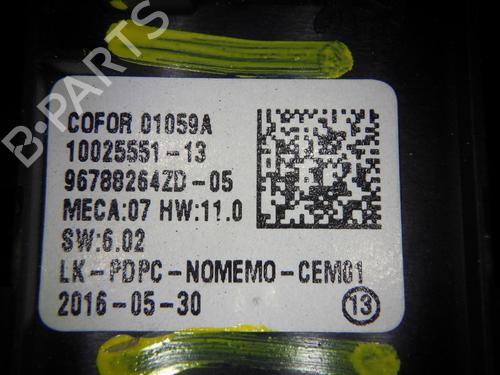 COFOR 01059A
10025551-13
96788264ZD-05
MECA:07 HW:11.0
SW:6.02
LK-PDPC-NOMEMO-CEM01
2016-05-30
13
B-PARTS